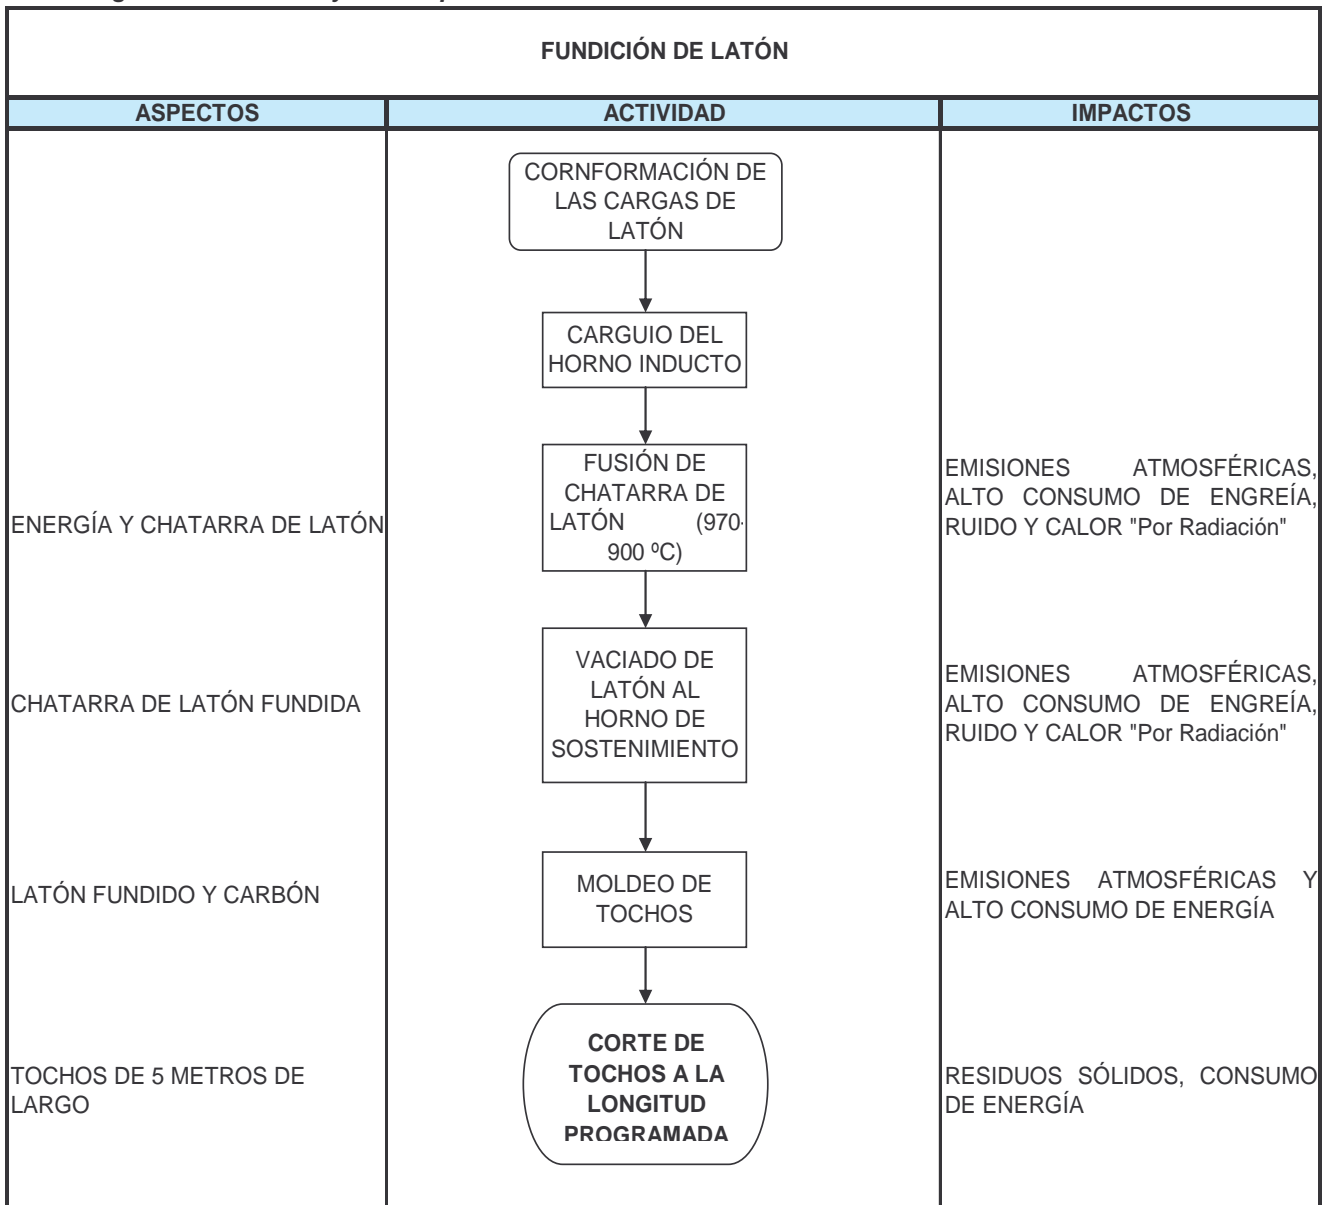 FUNDICIÓN DE LATÓN
ASPECTOS
ACTIVIDAD
IMPACTOS
CORNFORMACIÓN DE
LAS CARGAS DE
LATÓN
CARGUIO DEL
HORNO INDUCTO
ENERGÍA Y CHATARRA DE LATÓN
FUSIÓN DE
CHATARRA DE
LATÓN (970-
900 ºC)
EMISIONES ATMOSFÉRICAS,
ALTO CONSUMO DE ENGREÍA,
RUIDO Y CALOR "Por Radiación"
CHATARRA DE LATÓN FUNDIDA
VACIADO DE
LATÓN AL
HORNO DE
SOSTENIMIENTO
EMISIONES ATMOSFÉRICAS,
ALTO CONSUMO DE ENGREÍA,
RUIDO Y CALOR "Por Radiación"
LATÓN FUNDIDO Y CARBÓN
MOLDEO DE
TOCHOS
EMISIONES ATMOSFÉRICAS Y
ALTO CONSUMO DE ENERGÍA
TOCHOS DE 5 METROS DE
LARGO
CORTE DE
TOCHOS A LA
LONGITUD
PROGRAMADA
RESIDUOS SÓLIDOS, CONSUMO
DE ENERGÍA